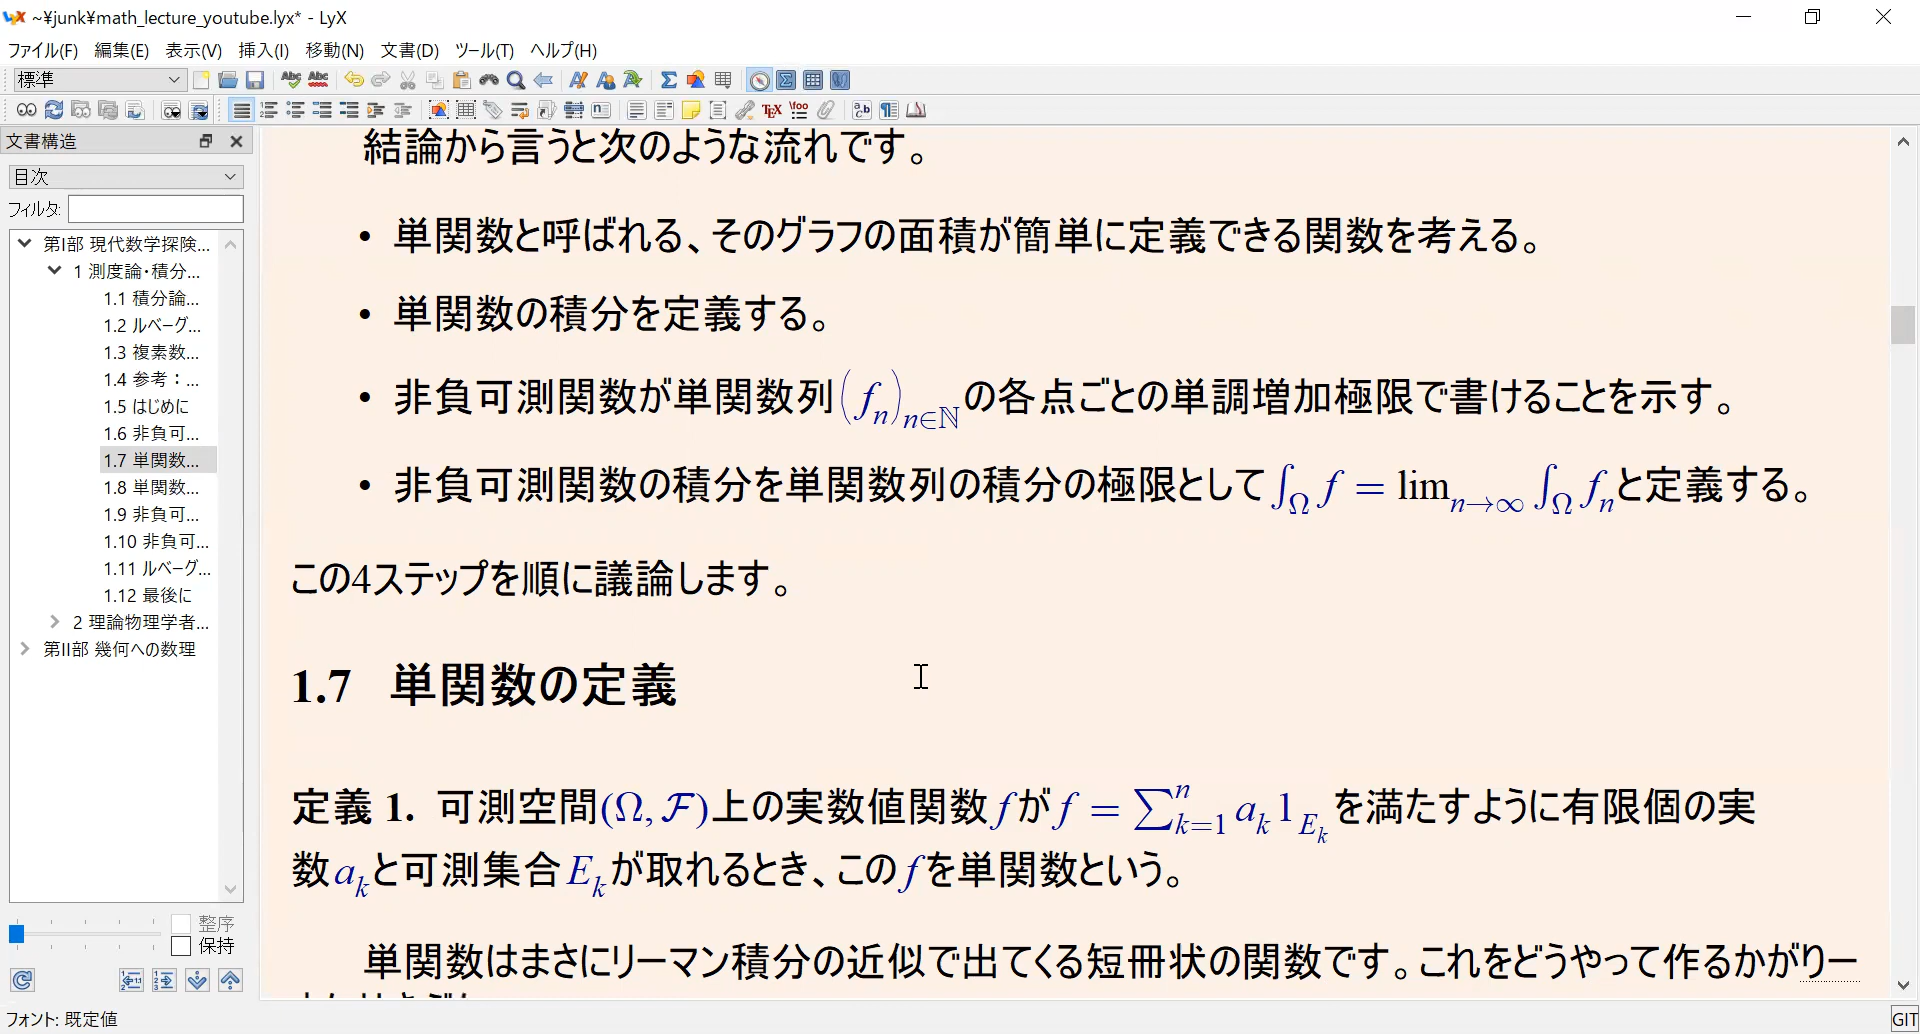 ~¥junk¥math_lecture_youtube.lyx* - LyX
ファイル(F) 編集(E) 表示(V) 挿入(I) 移動(N) 文書(D) ツール(T) ヘルプ(H)
標準
文書構造
目次
フィルタ:
第I部 現代数学探険...
1 測度論・積分...
1.1 積分論...
1.2 ルベーグ...
1.3 複素数...
1.4 参考：...
1.5 はじめに
1.6 非負可...
1.7 単関数...
1.8 単関数...
1.9 非負可...
1.10 非負可...
1.11 ルベーグ...
1.12 最後に
2 理論物理学者...
第II部 幾何への数理
整序
保持
結論から言うと次のような流れです。
• 単関数と呼ばれる、そのグラフの面積が簡単に定義できる関数を考える。
• 単関数の積分を定義する。
• 非負可測関数が単関数列(f_n)_{n∈ℕ}の各点ごとの単調増加極限で書けることを示す。
• 非負可測関数の積分を単関数列の積分の極限として∫_Ω f = lim_{n→∞} ∫_Ω f_nと定義する。
この4ステップを順に議論します。
1.7 単関数の定義
定義 1. 可測空間(Ω, ℱ)上の実数値関数fがf = ∑_{k=1}^n a_k 1_{E_k}を満たすように有限個の実
数a_kと可測集合E_kが取れるとき、このfを単関数という。
単関数はまさにリーマン積分の近似で出てくる短冊状の関数です。これをどうやって作るかがリー
フォント: 既定値
GIT